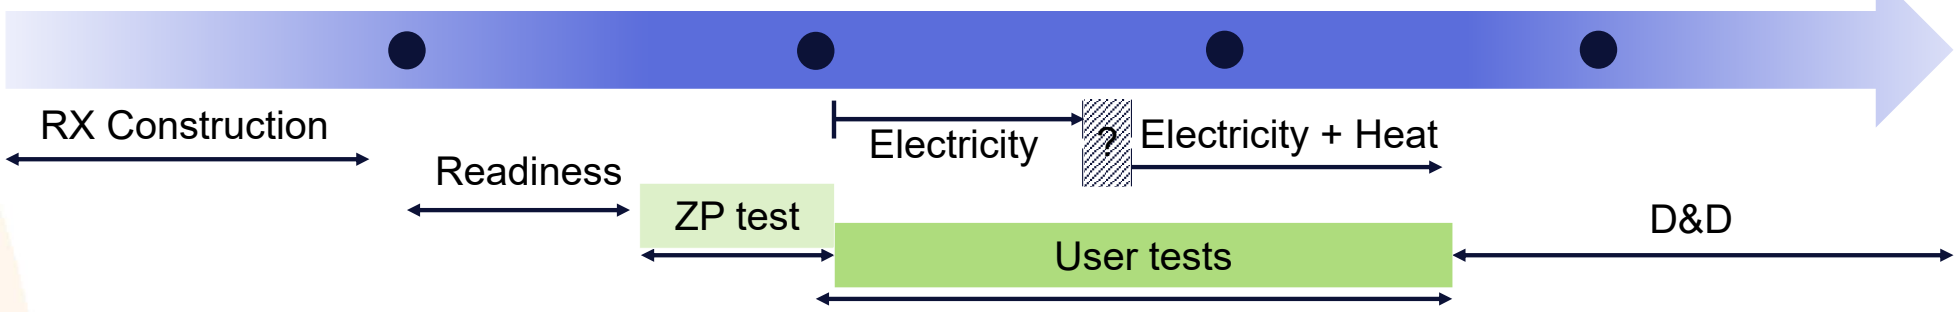 RX Construction
Readiness
ZP test
Electricity
?
Electricity + Heat
User tests
D&D